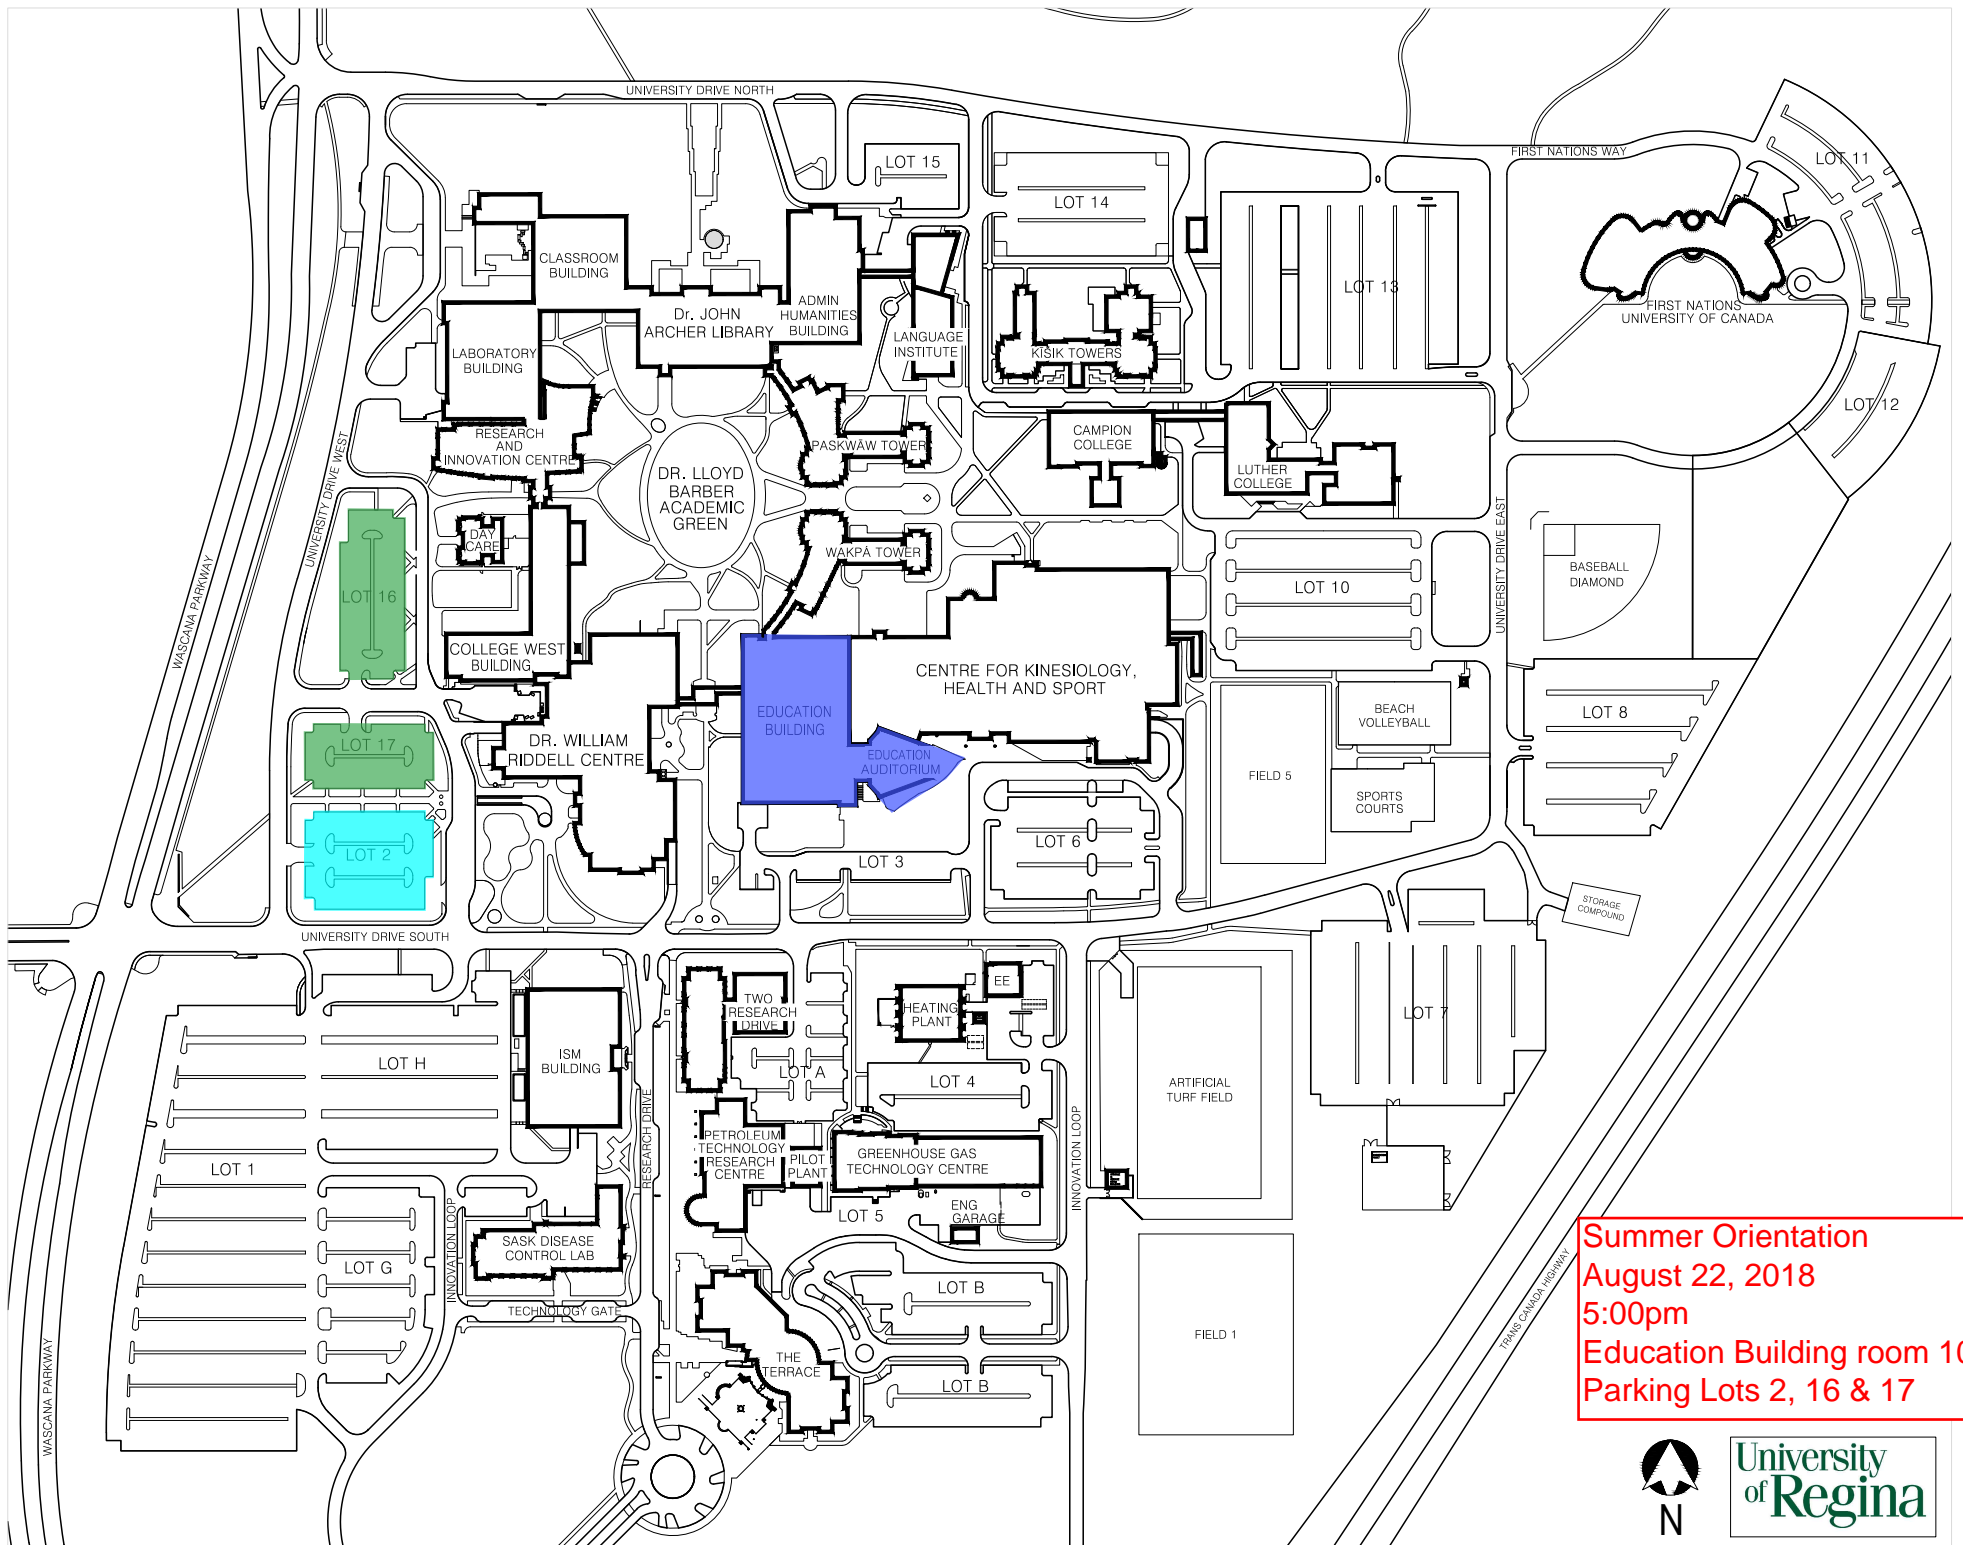 UNIVERSITY DRIVE NORTH
FIRST NATIONS WAY
LOT 11
LOT 15
LOT 14
CLASSROOM
BUILDING
LOT 13
Dr. JOHN
ARCHER LIBRARY
ADMIN
HUMANITIES
BUILDING
FIRST NATIONS
UNIVERSITY OF CANADA
LANGUAGE
INSTITUTE
KĪSIK TOWERS
LABORATORY
BUILDING
LOT 12
RESEARCH
AND
INNOVATION CENTRE
PASKWĀW TOWER
CAMPION
COLLEGE
LUTHER
COLLEGE
DR. LLOYD
BARBER
ACADEMIC
GREEN
UNIVERSITY DRIVE WEST
UNIVERSITY DRIVE EAST
WASCANA PARKWAY
DAY
CARE
WAKPÁ TOWER
LOT 16
LOT 10
BASEBALL
DIAMOND
COLLEGE WEST
BUILDING
CENTRE FOR KINESIOLOGY,
HEALTH AND SPORT
EDUCATION
BUILDING
BEACH
VOLLEYBALL
LOT 8
LOT 17
DR. WILLIAM
RIDDELL CENTRE
EDUCATION
AUDITORIUM
FIELD 5
SPORTS
COURTS
LOT 2
LOT 3
LOT 6
STORAGE
COMPOUND
UNIVERSITY DRIVE SOUTH
TWO
RESEARCH
DRIVE
HEATING
PLANT
EE
LOT 7
LOT H
ISM
BUILDING
LOT A
LOT 4
ARTIFICIAL
TURF FIELD
RESEARCH DRIVE
INNOVATION LOOP
PETROLEUM
TECHNOLOGY
RESEARCH
CENTRE
PILOT
PLANT
GREENHOUSE GAS
TECHNOLOGY CENTRE
LOT 1
LOT 5
ENG
GARAGE
INNOVATION LOOP
SASK DISEASE
CONTROL LAB
LOT G
TECHNOLOGY GATE
LOT B
FIELD 1
THE
TERRACE
LOT B
WASCANA PARKWAY
TRANS CANADA HIGHWAY
Summer Orientation
August 22, 2018
5:00pm
Education Building room 10
Parking Lots 2, 16 & 17
N
University
of Regina